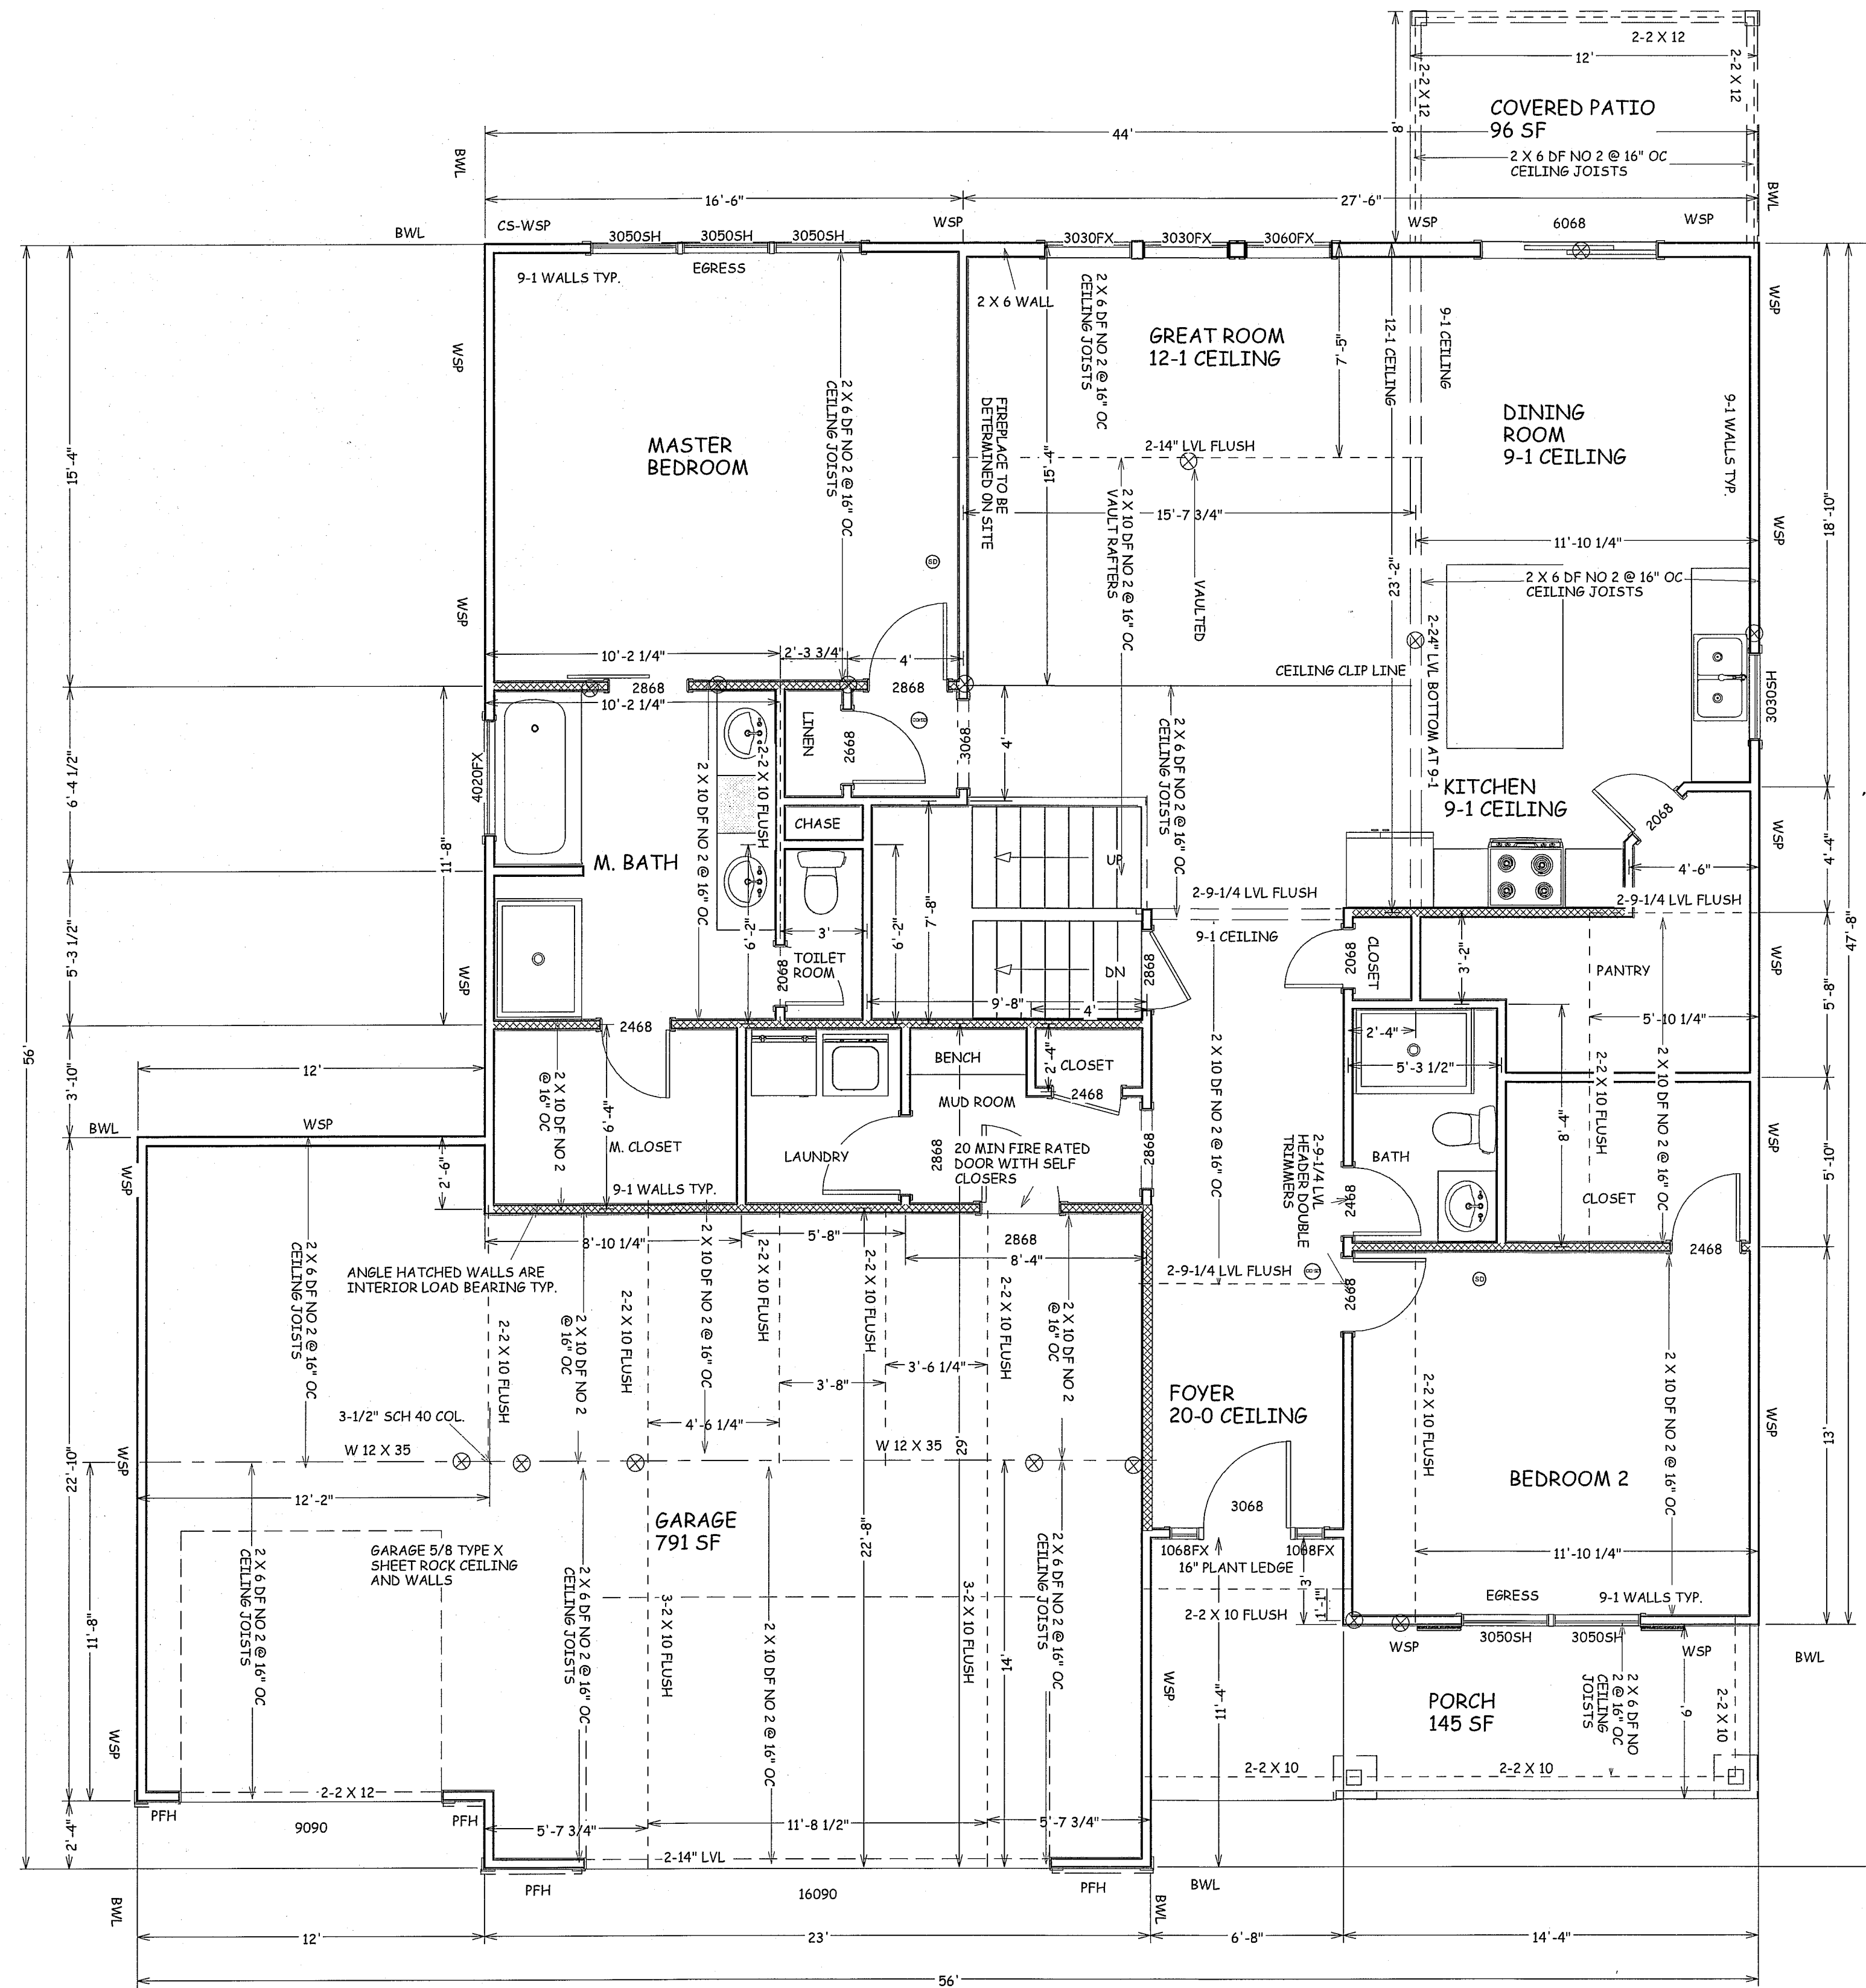 2-2 X 12
12'
2-2 X 12
2-2 X 12
COVERED PATIO
96 SF
8'
44'
2 X 6 DF NO 2 @ 16" OC
CEILING JOISTS
BWL
BWL
16'-6"
27'-6"
BWL
CS-WSP
WSP
WSP
6068
WSP
3050SH
3050SH
3050SH
3030FX
3030FX
3060FX
EGRESS
9-1 WALLS TYP.
2 X 6 WALL
2 X 6 DF NO 2 @ 16" OC
CEILING JOISTS
GREAT ROOM
12-1 CEILING
7'-5"
12-1 CEILING
9-1 CEILING
WSP
WSP
MASTER
BEDROOM
2 X 6 DF NO 2 @ 16" OC
CEILING JOISTS
FIREPLACE TO BE
DETERMINED ON SITE
15'-4"
2-14" LVL FLUSH
DINING
ROOM
9-1 CEILING
9-1 WALLS TYP.
15'-4"
2 X 10 DF NO 2 @ 16" OC
VAULT RAFTERS
15'-7 3/4"
11'-10 1/4"
WSP
18'-10"
SD
VAULTED
23'-2"
2 X 6 DF NO 2 @ 16" OC
CEILING JOISTS
WSP
2-24" LVL BOTTOM AT 9-1
10'-2 1/4"
2'-3 3/4"
4'
CEILING CLIP LINE
2868
2868
10'-2 1/4"
3030SH
LINEN
2668
CO/SD
3068
4'
2 X 6 DF NO 2 @ 16" OC
CEILING JOISTS
4020FX
6'-4 1/2"
11'-8"
2 X 10 DF NO 2 @ 16" OC
2-2 X 10 FLUSH
KITCHEN
9-1 CEILING
2068
CHASE
WSP
4'-4"
M. BATH
UP
4'-6"
2-9-1/4 LVL FLUSH
2-9-1/4 LVL FLUSH
6'-2"
6'-2"
7'-8"
3'
9-1 CEILING
TOILET
ROOM
2068
DN
2868
2068
CLOSET
3'-2"
PANTRY
WSP
5'-3 1/2"
WSP
5'-8"
47'-8"
9'-8"
4'
5'-10 1/4"
2468
2'-4"
5'-3 1/2"
BENCH
2'-4"
CLOSET
56'
3'-10"
12'
2 X 10 DF NO 2
@ 16" OC
6'-4"
MUD ROOM
2468
2 X 10 DF NO 2 @ 16" OC
8'-4"
2-2 X 10 FLUSH
2 X 10 DF NO 2 @ 16" OC
BWL
WSP
M. CLOSET
LAUNDRY
2868
20 MIN FIRE RATED
DOOR WITH SELF
CLOSERS
2868
2-9-1/4 LVL
HEADER DOUBLE
TRIMMERS
BATH
2468
CLOSET
WSP
5'-10"
WSP
2'-6"
9-1 WALLS TYP.
8'-10 1/4"
5'-8"
2868
8'-4"
2468
ANGLE HATCHED WALLS ARE
INTERIOR LOAD BEARING TYP.
2-9-1/4 LVL FLUSH
CO/SD
2668
SD
2 X 6 DF NO 2 @ 16" OC
CEILING JOISTS
2-2 X 10 FLUSH
2 X 10 DF NO 2
@ 16" OC
2-2 X 10 FLUSH
2 X 10 DF NO 2 @ 16" OC
2-2 X 10 FLUSH
2-2 X 10 FLUSH
2-2 X 10 FLUSH
2 X 10 DF NO 2
@ 16" OC
3'-6 1/4"
3'-8"
4'-6 1/4"
FOYER
20-0 CEILING
2-2 X 10 FLUSH
2 X 10 DF NO 2 @ 16" OC
WSP
13'
3-1/2" SCH 40 COL.
W 12 X 35
W 12 X 35
29'
22'-10"
WSP
12'-2"
BEDROOM 2
3068
GARAGE
791 SF
22'-8"
GARAGE 5/8 TYPE X
SHEET ROCK CEILING
AND WALLS
2 X 6 DF NO 2 @ 16" OC
CEILING JOISTS
2 X 6 DF NO 2 @ 16" OC
CEILING JOISTS
3-2 X 10 FLUSH
2 X 10 DF NO 2 @ 16" OC
3-2 X 10 FLUSH
2 X 6 DF NO 2 @ 16" OC
CEILING JOISTS
1068FX
1068FX
16" PLANT LEDGE
3'
1'-1"
11'-10 1/4"
EGRESS
9-1 WALLS TYP.
2-2 X 10 FLUSH
11'-8"
14'
3050SH
3050SH
WSP
WSP
BWL
WSP
WSP
11'-4"
PORCH
145 SF
2 X 6 DF NO
2 @ 16" OC
CEILING
JOISTS
6'
2-2 X 10
2-2 X 10
2-2 X 10
2-2 X 12
PFH
PFH
9090
2'-4"
5'-7 3/4"
11'-8 1/2"
5'-7 3/4"
2-14" LVL
PFH
16090
PFH
BWL
BWL
BWL
12'
23'
6'-8"
14'-4"
56'